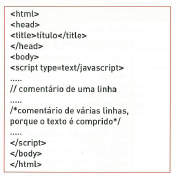 <html>
<head>
<title>título</title>
</head>
<body>
<script type=text/javascript>
.....
// comentário de uma linha
.....
/*comentário de várias linhas,
porque o texto é comprido*/
.....
</script>
</body>
</html>